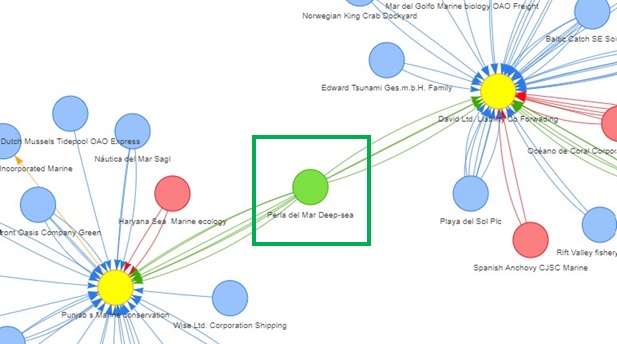 Mar del Golfo Marine biology OAO Freight
Norwegian King Crab Dockyard
Baltic Catch SE Sol
Edward Tsunami Ges.m.b.H. Family
David Ltd. Liability Co Forwading
Dutch Mussels Tidepool OAO Express
Náutica del Mar Sagl
Océano de Coral Corpor
Incorporated Marine
Haryana Sea Marine ecology
Perla del Mar Deep-sea
Playa del Sol Plc
front Oasis Company Green
Rift Valley fishery
Spanish Anchovy CJSC Marine
Punjab s Marine conservation
Wise Ltd. Corporation Shipping